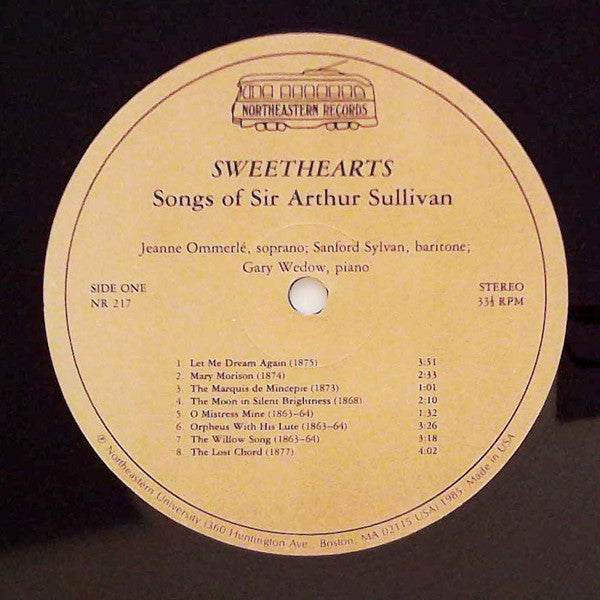 NORTHEASTERN RECORDS
SWEETHEARTS
Songs of Sir Arthur Sullivan
Jeanne Ommerlé, soprano; Sanford Sylvan, baritone;
Gary Wedow, piano
SIDE ONE
NR 217
STEREO
33⅓ RPM
1 Let Me Dream Again (1875) 3:51
2 Mary Morison (1874) 2:33
3 The Marquis de Mincepie (1873) 1:01
4 The Moon in Silent Brightness (1868) 2:10
5 O Mistress Mine (1863-64) 1:32
6 Orpheus With His Lute (1863-64) 3:26
7 The Willow Song (1863-64) 3:18
8 The Lost Chord (1877) 4:02
℗ Northeastern University (360 Huntington Ave., Boston, MA 02115 USA) 1985. Made in USA